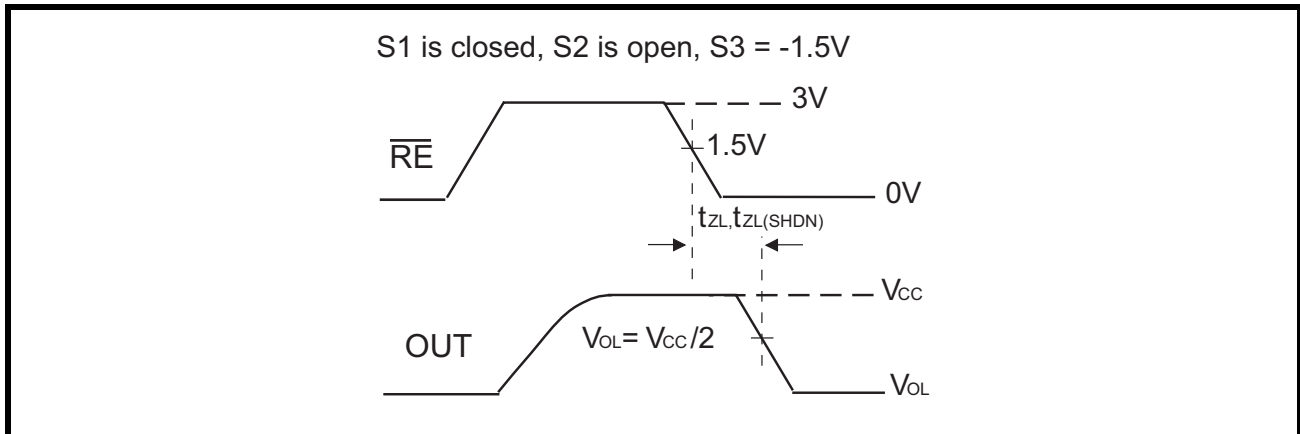 S1 is closed, S2 is open, S3 = -1.5V
3V
RE
1.5V
0V
tZL,tZL(SHDN)
VCC
OUT
VOL= VCC/2
VOL